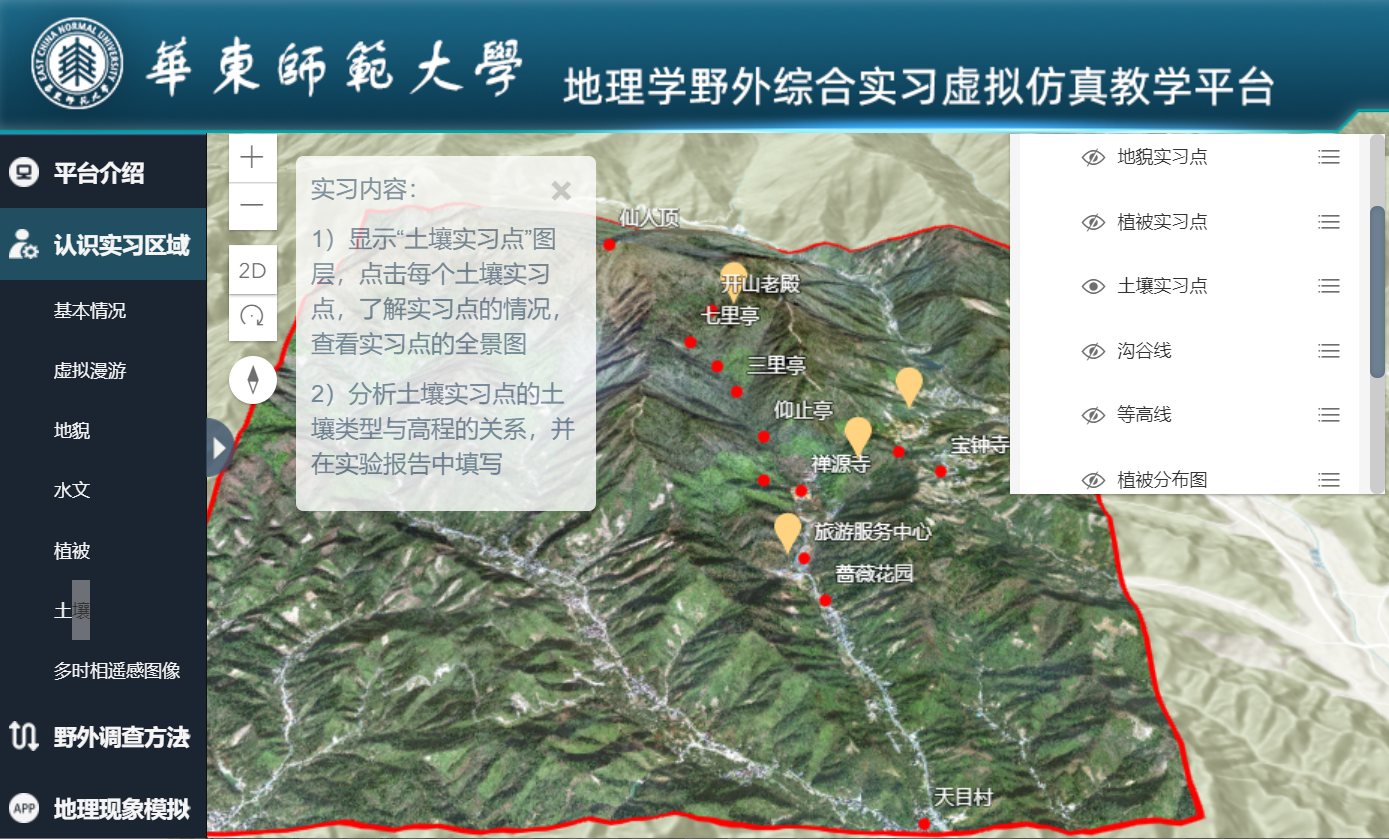 EAST CHINA NORMAL UNIVERSITY
華東師範大學
華東師範大學
地理学野外综合实习虚拟仿真教学平台
平台介绍
认识实习区域
基本情况
虚拟漫游
地貌
水文
植被
土壤
多时相遥感图像
野外调查方法
APP
地理现象模拟
2D
实习内容：
1）显示“土壤实习点”图
层，点击每个土壤实习
点，了解实习点的情况，
查看实习点的全景图
2）分析土壤实习点的土
壤类型与高程的关系，并
在实验报告中填写
仙人顶
开山老殿
七里亭
三里亭
仰止亭
宝钟寺
禅源寺
旅游服务中心
蔷薇花园
天目村
地貌实习点
植被实习点
土壤实习点
沟谷线
等高线
植被分布图